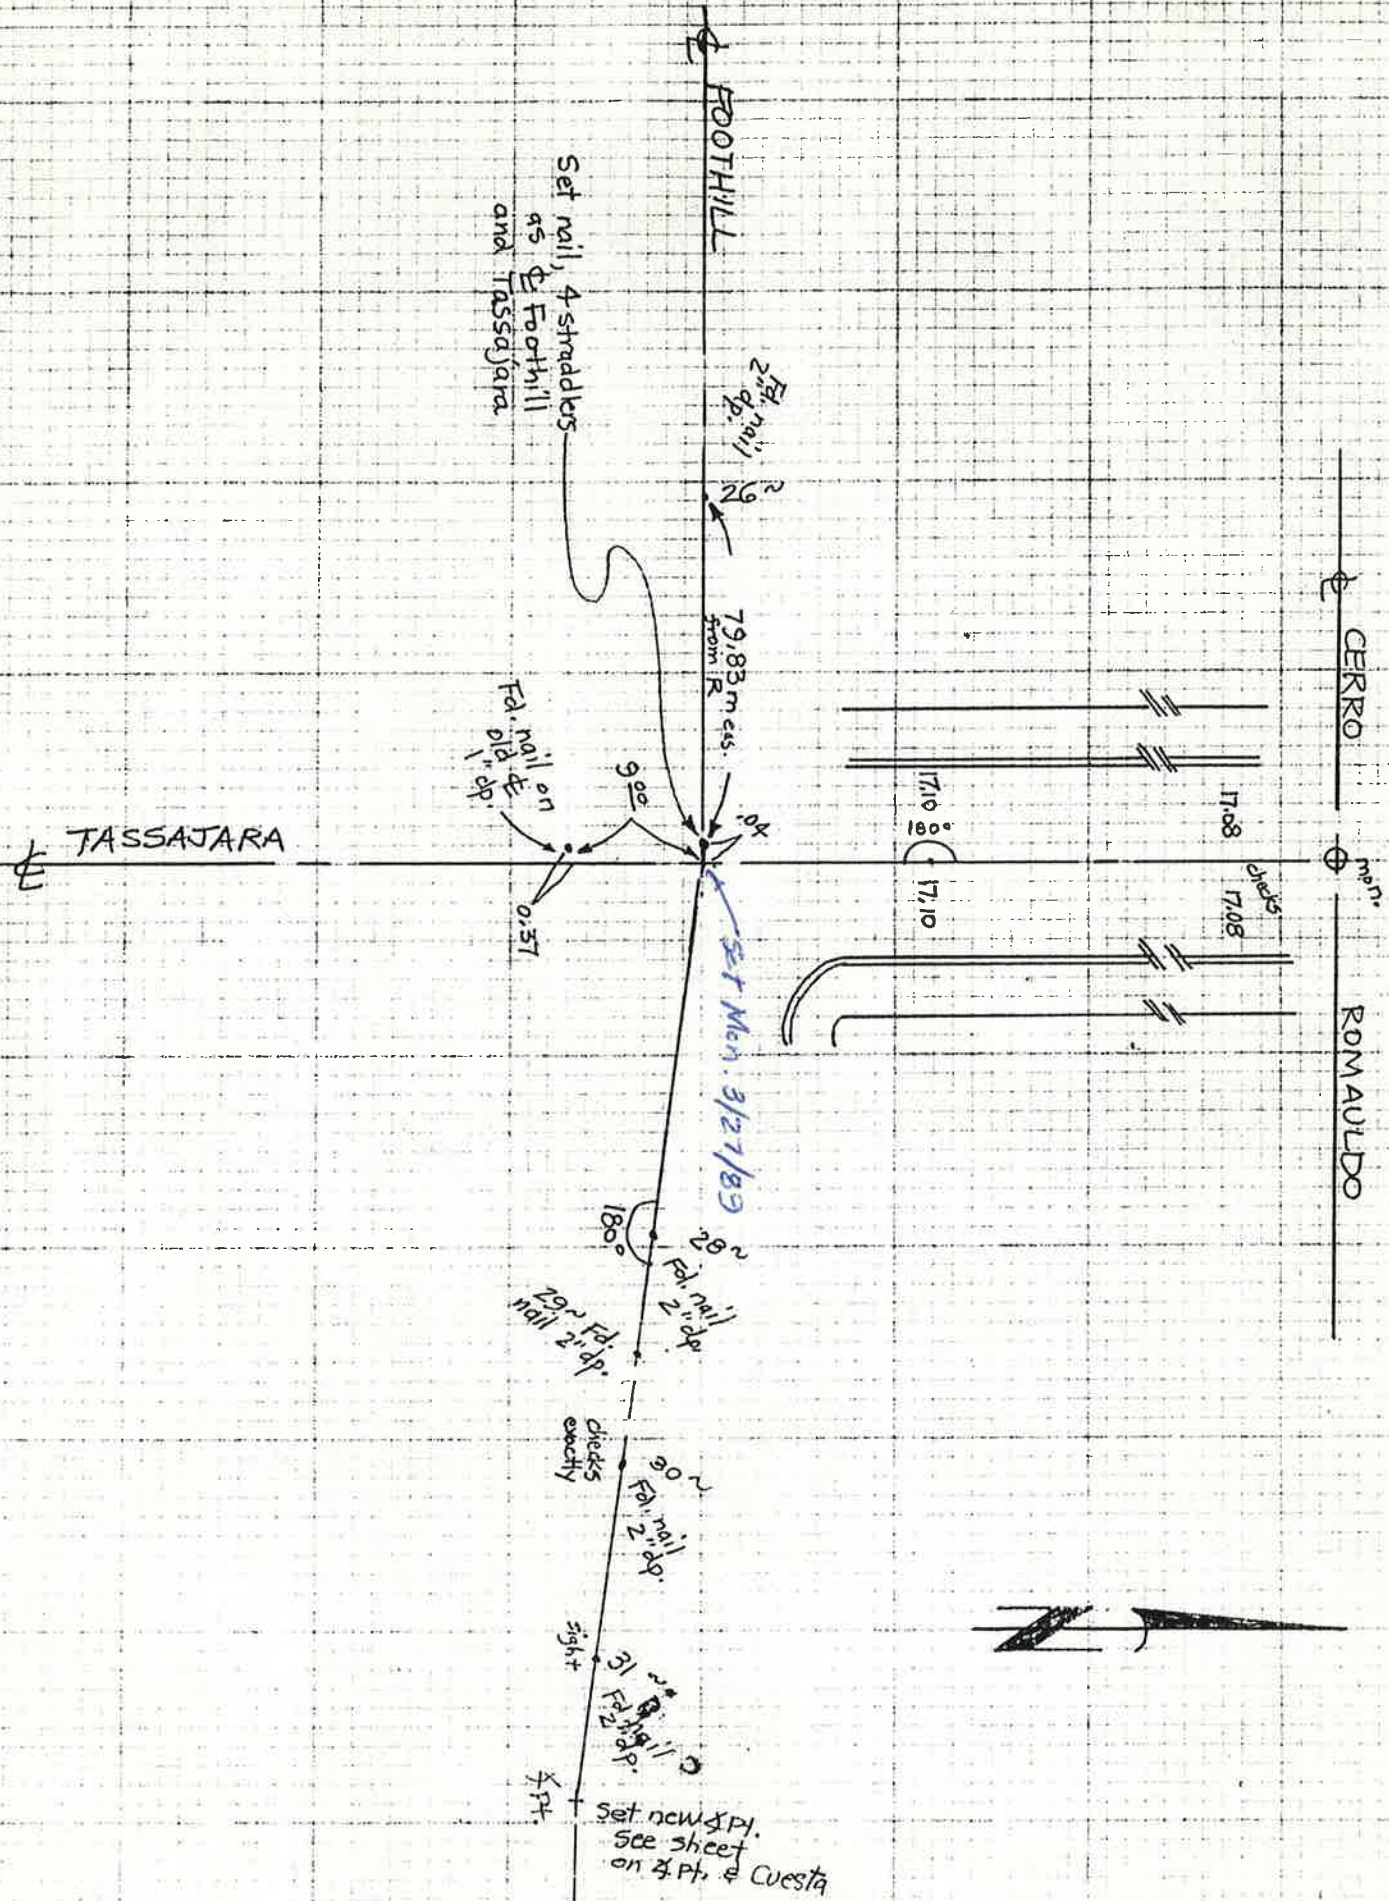 ℄
FOOTHILL
Set nail, 4 straddlers
as ℄ Foothill
and Tassajara
Fd. nail,
2" dp.
26~
79.83 meas.
from R
℄
CERRO
17.08
17.10
180°
17.10
checks
17.08
mon.
ROMAULDO
Fd. nail on
old ℄
1" dp.
9.00
.04
℄
TASSAJARA
0.37
Set Mon. 3/27/89
180°
28~
Fd. nail
2" dp.
29~ Fd.
nail 2" dp.
checks
exactly
30~
Fd. nail
2" dp.
sight
31~
Fd. nail
2" dp.
∡ Pt.
Set new ∡ Pt.
See sheet
on ∡ Pt. & Cuesta
N